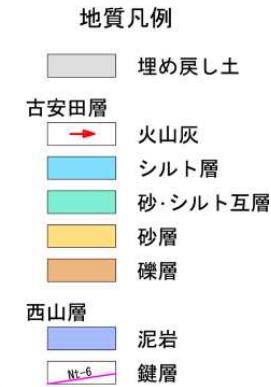 地質凡例
埋め戻し土
古安田層
火山灰
シルト層
砂・シルト互層
砂層
礫層
西山層
泥岩
Nt-6 鍵層